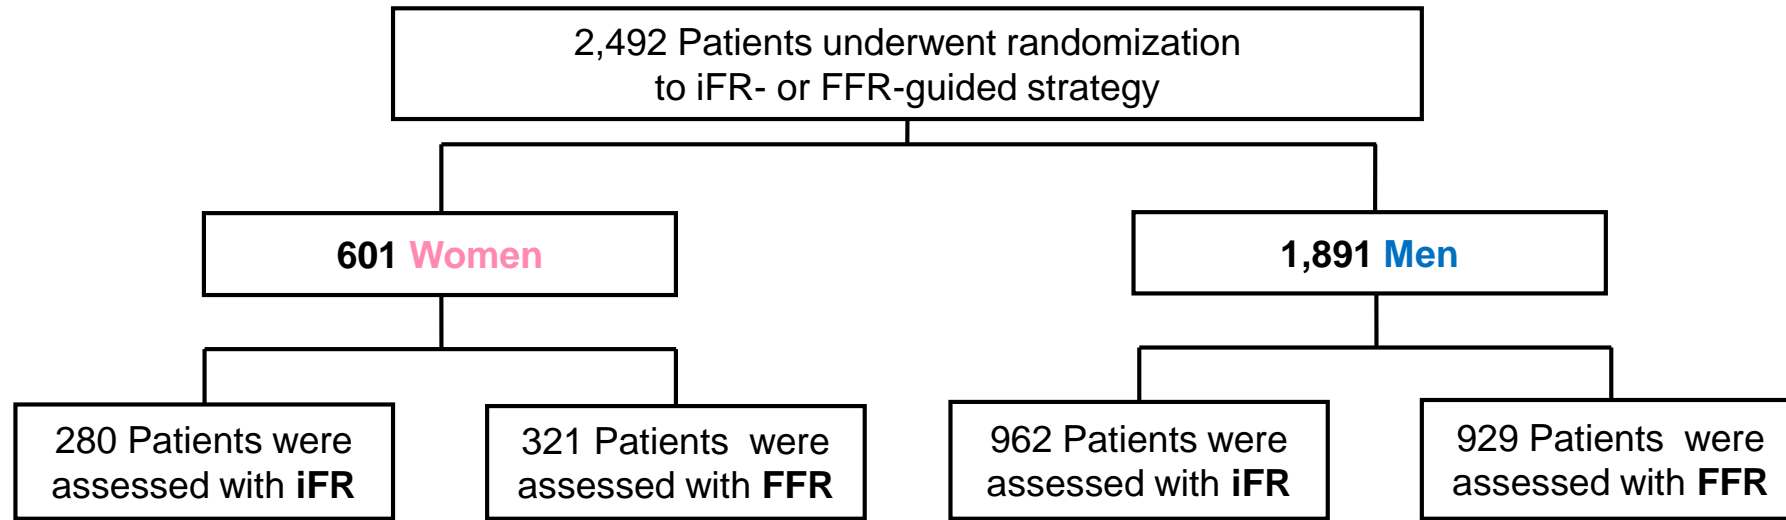 2,492 Patients underwent randomization
to iFR- or FFR-guided strategy
601 Women
1,891 Men
280 Patients were
assessed with iFR
321 Patients were
assessed with FFR
962 Patients were
assessed with iFR
929 Patients were
assessed with FFR